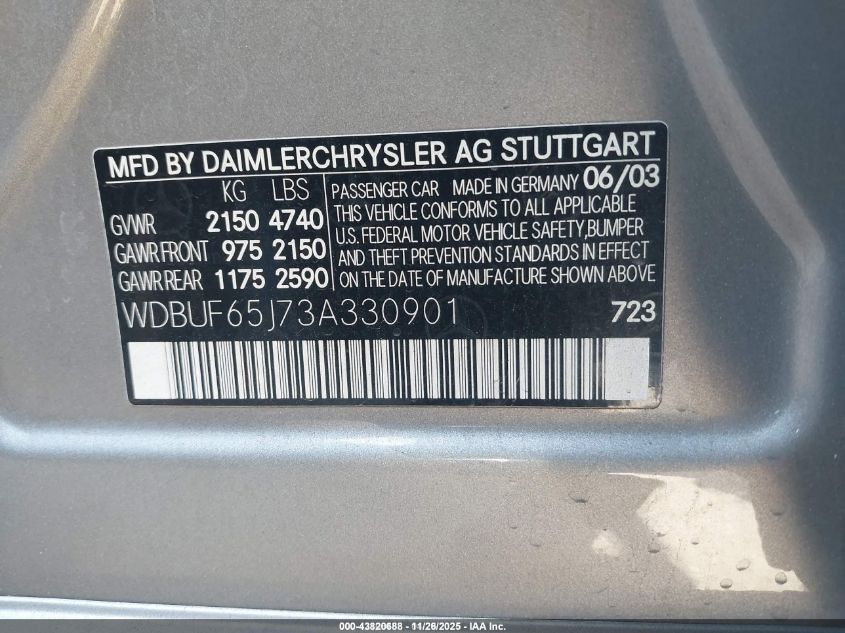 MFD BY DAIMLERCHRYSLER AG STUTTGART
KG LBS
GVWR 2150 4740
GAWR FRONT 975 2150
GAWR REAR 1175 2590
PASSENGER CAR MADE IN GERMANY 06/03
THIS VEHICLE CONFORMS TO ALL APPLICABLE
U.S. FEDERAL MOTOR VEHICLE SAFETY, BUMPER
AND THEFT PREVENTION STANDARDS IN EFFECT
ON THE DATE OF MANUFACTURE SHOWN ABOVE
WDBUF65J73A330901 723
000-43820688 - 11/26/2025 - IAA Inc.